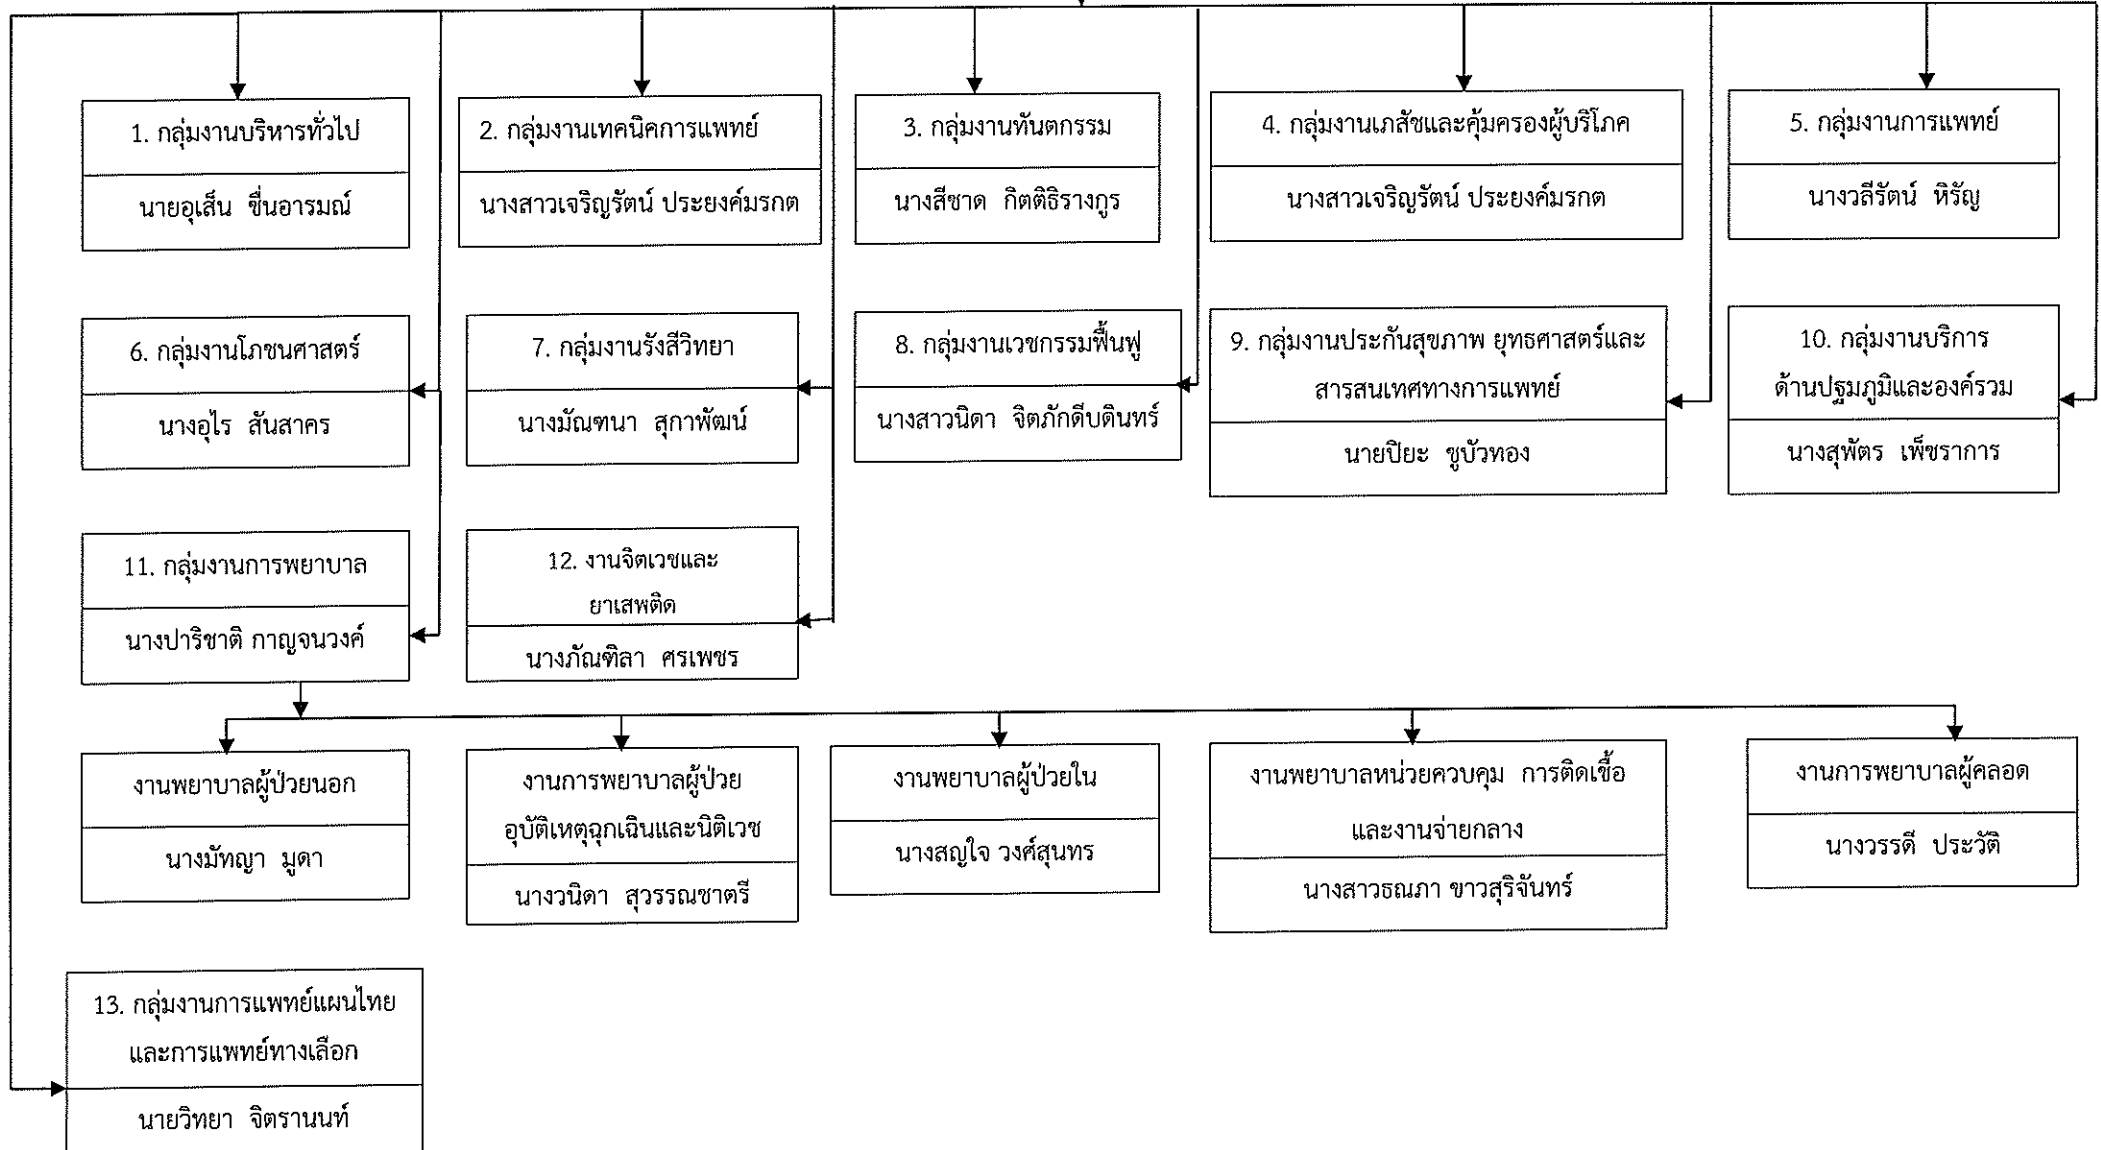 1. กลุ่มงานบริหารทั่วไป
นายอุเส็น ชื่นอารมณ์
2. กลุ่มงานเทคนิคการแพทย์
นางสาวเจริญรัตน์ ประยงค์มรกต
3. กลุ่มงานทันตกรรม
นางสีชาด กิตติธิรางกูร
4. กลุ่มงานเภสัชและคุ้มครองผู้บริโภค
นางสาวเจริญรัตน์ ประยงค์มรกต
5. กลุ่มงานการแพทย์
นางวลีรัตน์ หิรัญ
6. กลุ่มงานโภชนศาสตร์
นางอุไร สันสาคร
7. กลุ่มงานรังสีวิทยา
นางมัณฑนา สุกาพัฒน์
8. กลุ่มงานเวชกรรมฟื้นฟู
นางสาวนิดา จิตภักดีบดินทร์
9. กลุ่มงานประกันสุขภาพ ยุทธศาสตร์และ
สารสนเทศทางการแพทย์
นายปิยะ ชูบัวทอง
10. กลุ่มงานบริการ
ด้านปฐมภูมิและองค์รวม
นางสุพัตร เพ็ชราการ
11. กลุ่มงานการพยาบาล
นางปาริชาติ กาญจนวงค์
12. งานจิตเวชและ
ยาเสพติด
นางภัณฑิลา ศรเพชร
งานพยาบาลผู้ป่วยนอก
นางมัทญา มูดา
งานการพยาบาลผู้ป่วย
อุบัติเหตุฉุกเฉินและนิติเวช
นางวนิดา สุวรรณชาตรี
งานพยาบาลผู้ป่วยใน
นางสญใจ วงศ์สุนทร
งานพยาบาลหน่วยควบคุม การติดเชื้อ
และงานจ่ายกลาง
นางสาวธณภา ขาวสุริจันทร์
งานการพยาบาลผู้คลอด
นางวรรดี ประวัติ
13. กลุ่มงานการแพทย์แผนไทย
และการแพทย์ทางเลือก
นายวิทยา จิตรานนท์